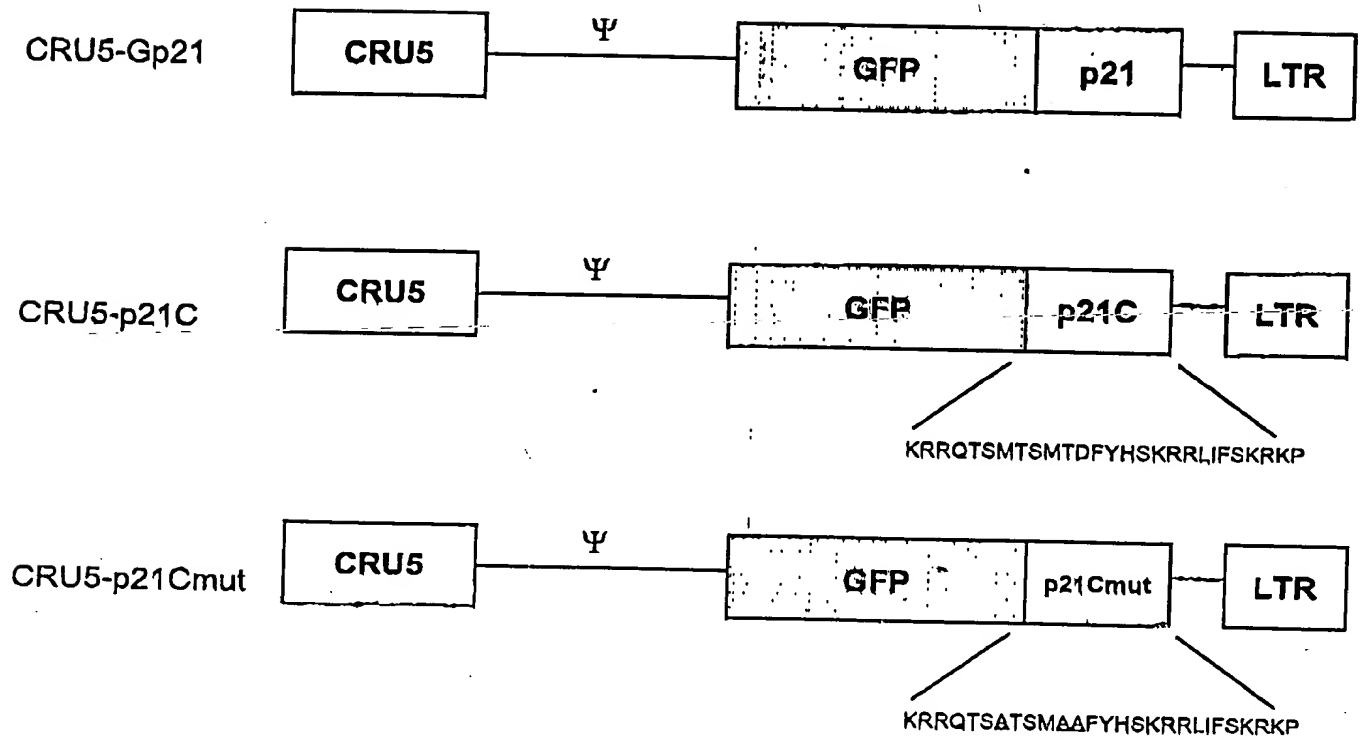 CRU5-Gp21
CRU5
Ψ
GFP
p21
LTR
CRU5-p21C
CRU5
Ψ
GFP
p21C
LTR
KRRQTSMTSMTDFYHSKRRLIFSKRKP
CRU5-p21Cmut
CRU5
Ψ
GFP
p21Cmut
LTR
KRRQTSATSMAAFYHSKRRLIFSKRKP